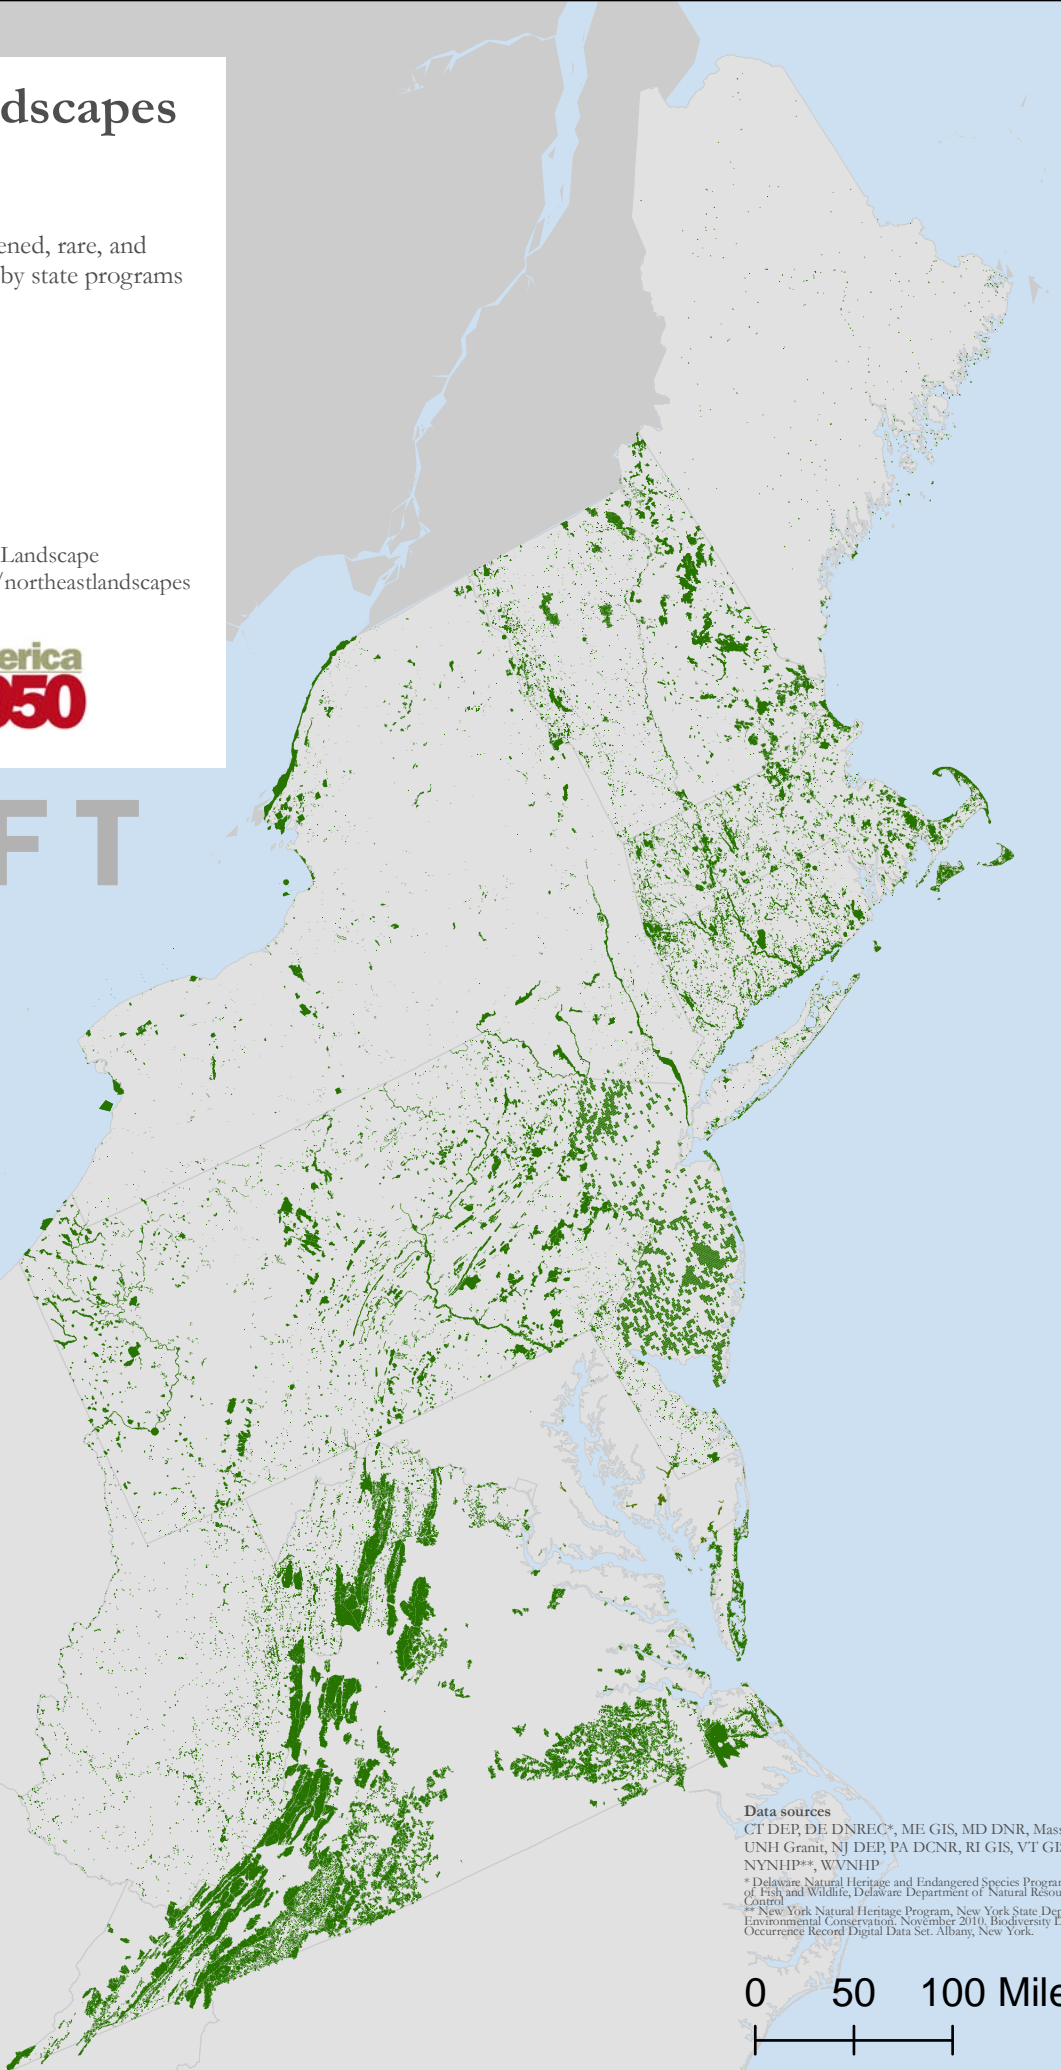 dscapes
ened, rare, and
by state programs
Landscape
/northeastlandscapes
erica
050
FT
Data sources
CT DEP, DE DNREC*, ME GIS, MD DNR, Mass
UNH Granit, NJ DEP, PA DCNR, RI GIS, VT GI
NYNHP**, WVNHP
* Delaware Natural Heritage and Endangered Species Progra
of Fish and Wildlife, Delaware Department of Natural Resou
Control
** New York Natural Heritage Program, New York State Dep
Environmental Conservation. November 2010. Biodiversity
Occurrence Record Digital Data Set. Albany, New York.
0 50 100 Mile